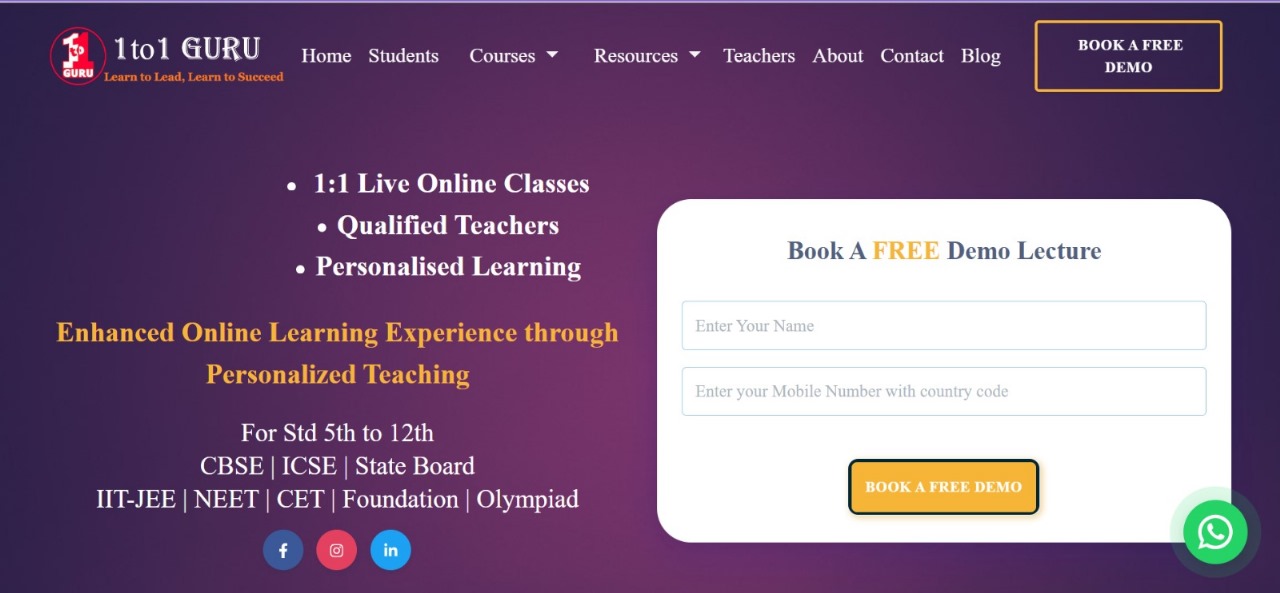 1to1 GURU
GURU
Learn to Lead, Learn to Succeed
Home Students Courses Resources Teachers About Contact Blog
BOOK A FREE
DEMO
• 1:1 Live Online Classes
• Qualified Teachers
• Personalised Learning
Enhanced Online Learning Experience through
Personalized Teaching
For Std 5th to 12th
CBSE | ICSE | State Board
IIT-JEE | NEET | CET | Foundation | Olympiad
Book A FREE Demo Lecture
Enter Your Name
Enter your Mobile Number with country code
BOOK A FREE DEMO